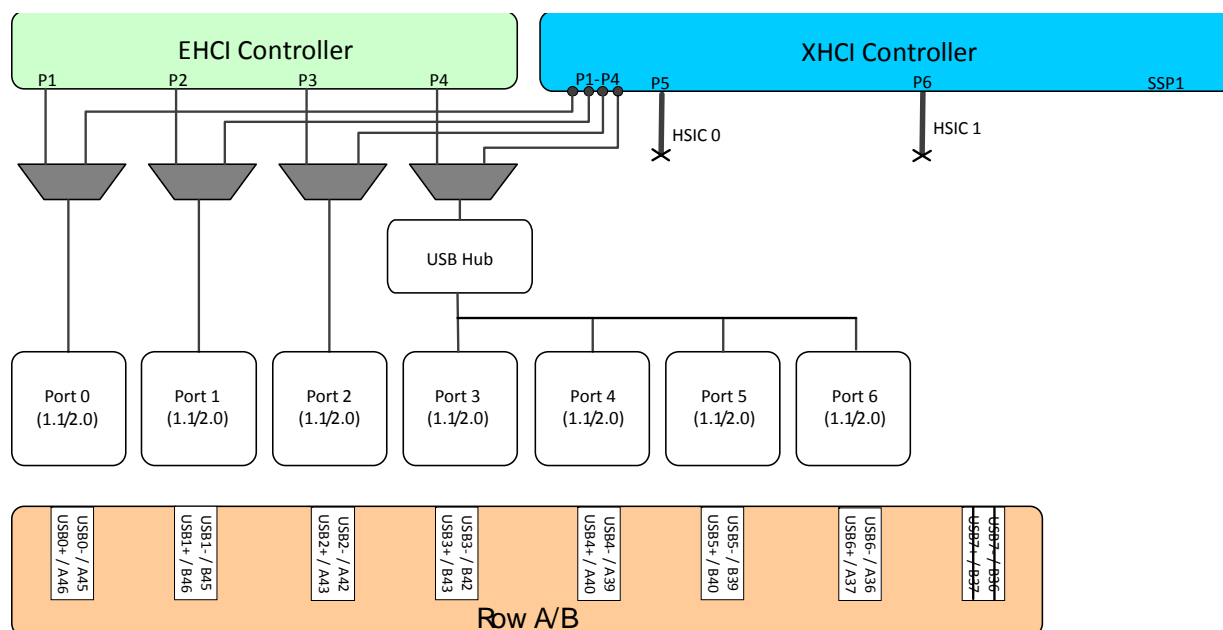 EHCI Controller
XHCI Controller
P1
P2
P3
P4
P1-P4
P5
P6
SSP1
HSIC 0
HSIC 1
USB Hub
Port 0
(1.1/2.0)
Port 1
(1.1/2.0)
Port 2
(1.1/2.0)
Port 3
(1.1/2.0)
Port 4
(1.1/2.0)
Port 5
(1.1/2.0)
Port 6
(1.1/2.0)
USB0- / A45
USB0+ / A46
USB1- / B45
USB1+ / B46
USB2- / A42
USB2+ / A43
USB3- / B42
USB3+ / B43
USB4- / A39
USB4+ / A40
USB5- / B39
USB5+ / B40
USB6- / A36
USB6+ / A37
USB7- / B36
USB7+ / B37
Row A/B